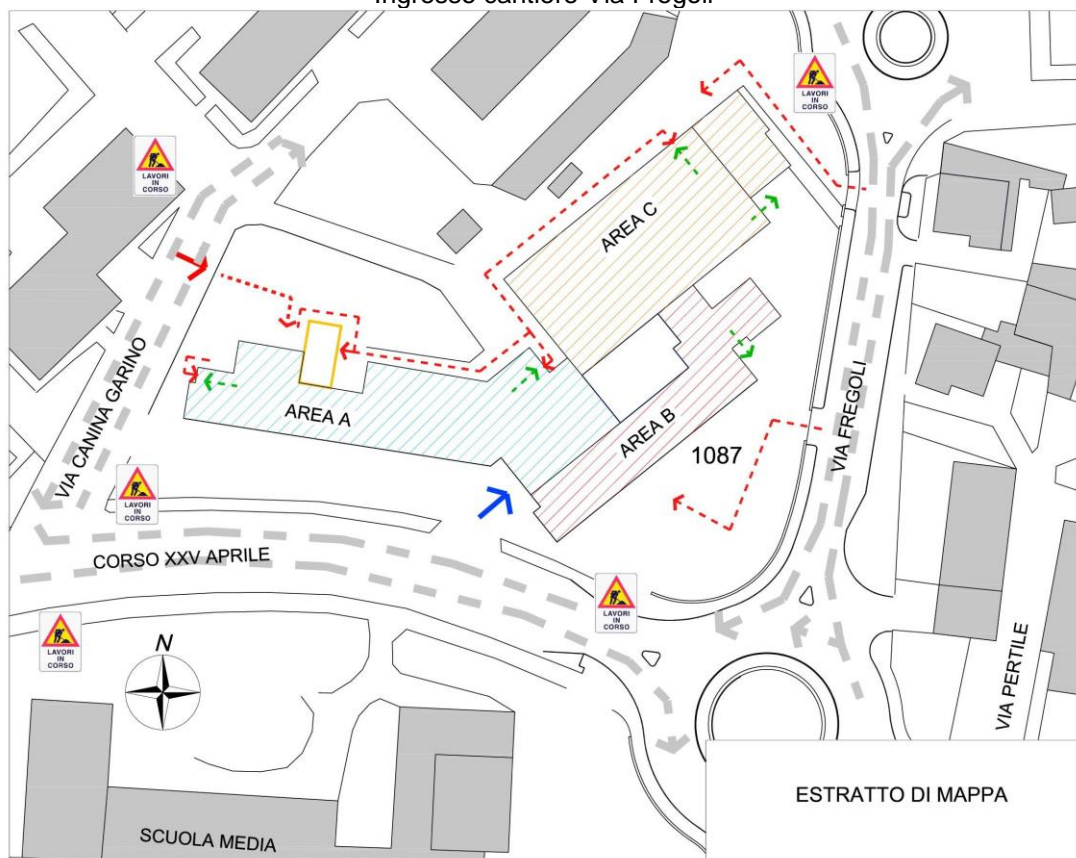 Ingresso cantiere Via Fregoli
LAVORI
IN
CORSO
LAVORI
IN
CORSO
AREA C
VIA CANINA GARINO
AREA A
AREA B
1087
VIA FREGOLI
LAVORI
IN
CORSO
CORSO XXV APRILE
LAVORI
IN
CORSO
LAVORI
IN
CORSO
N
VIA PERTILE
ESTRATTO DI MAPPA
SCUOLA MEDIA